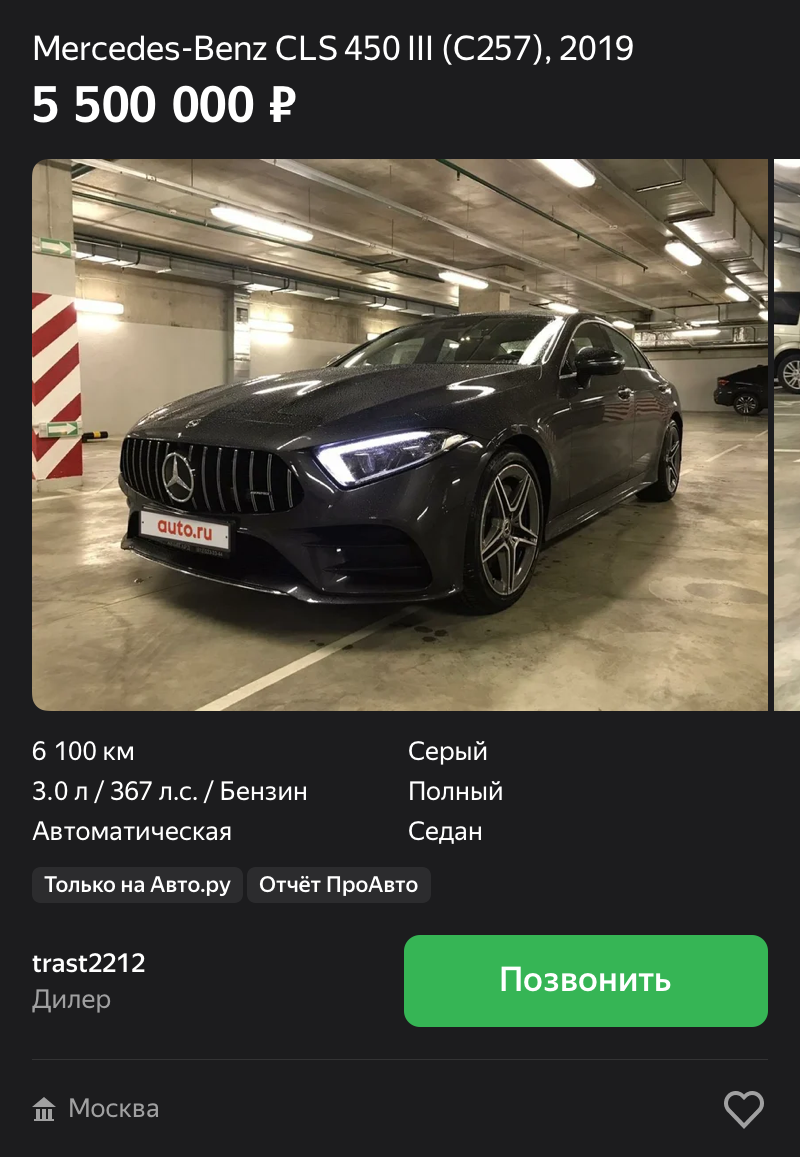 Mercedes-Benz CLS 450 III (C257), 2019
5 500 000 ₽
auto.ru
6 100 км
Серый
3.0 л / 367 л.с. / Бензин
Полный
Автоматическая
Седан
Только на Авто.ру
Отчёт ПроАвто
trast2212
Дилер
Позвонить
Москва